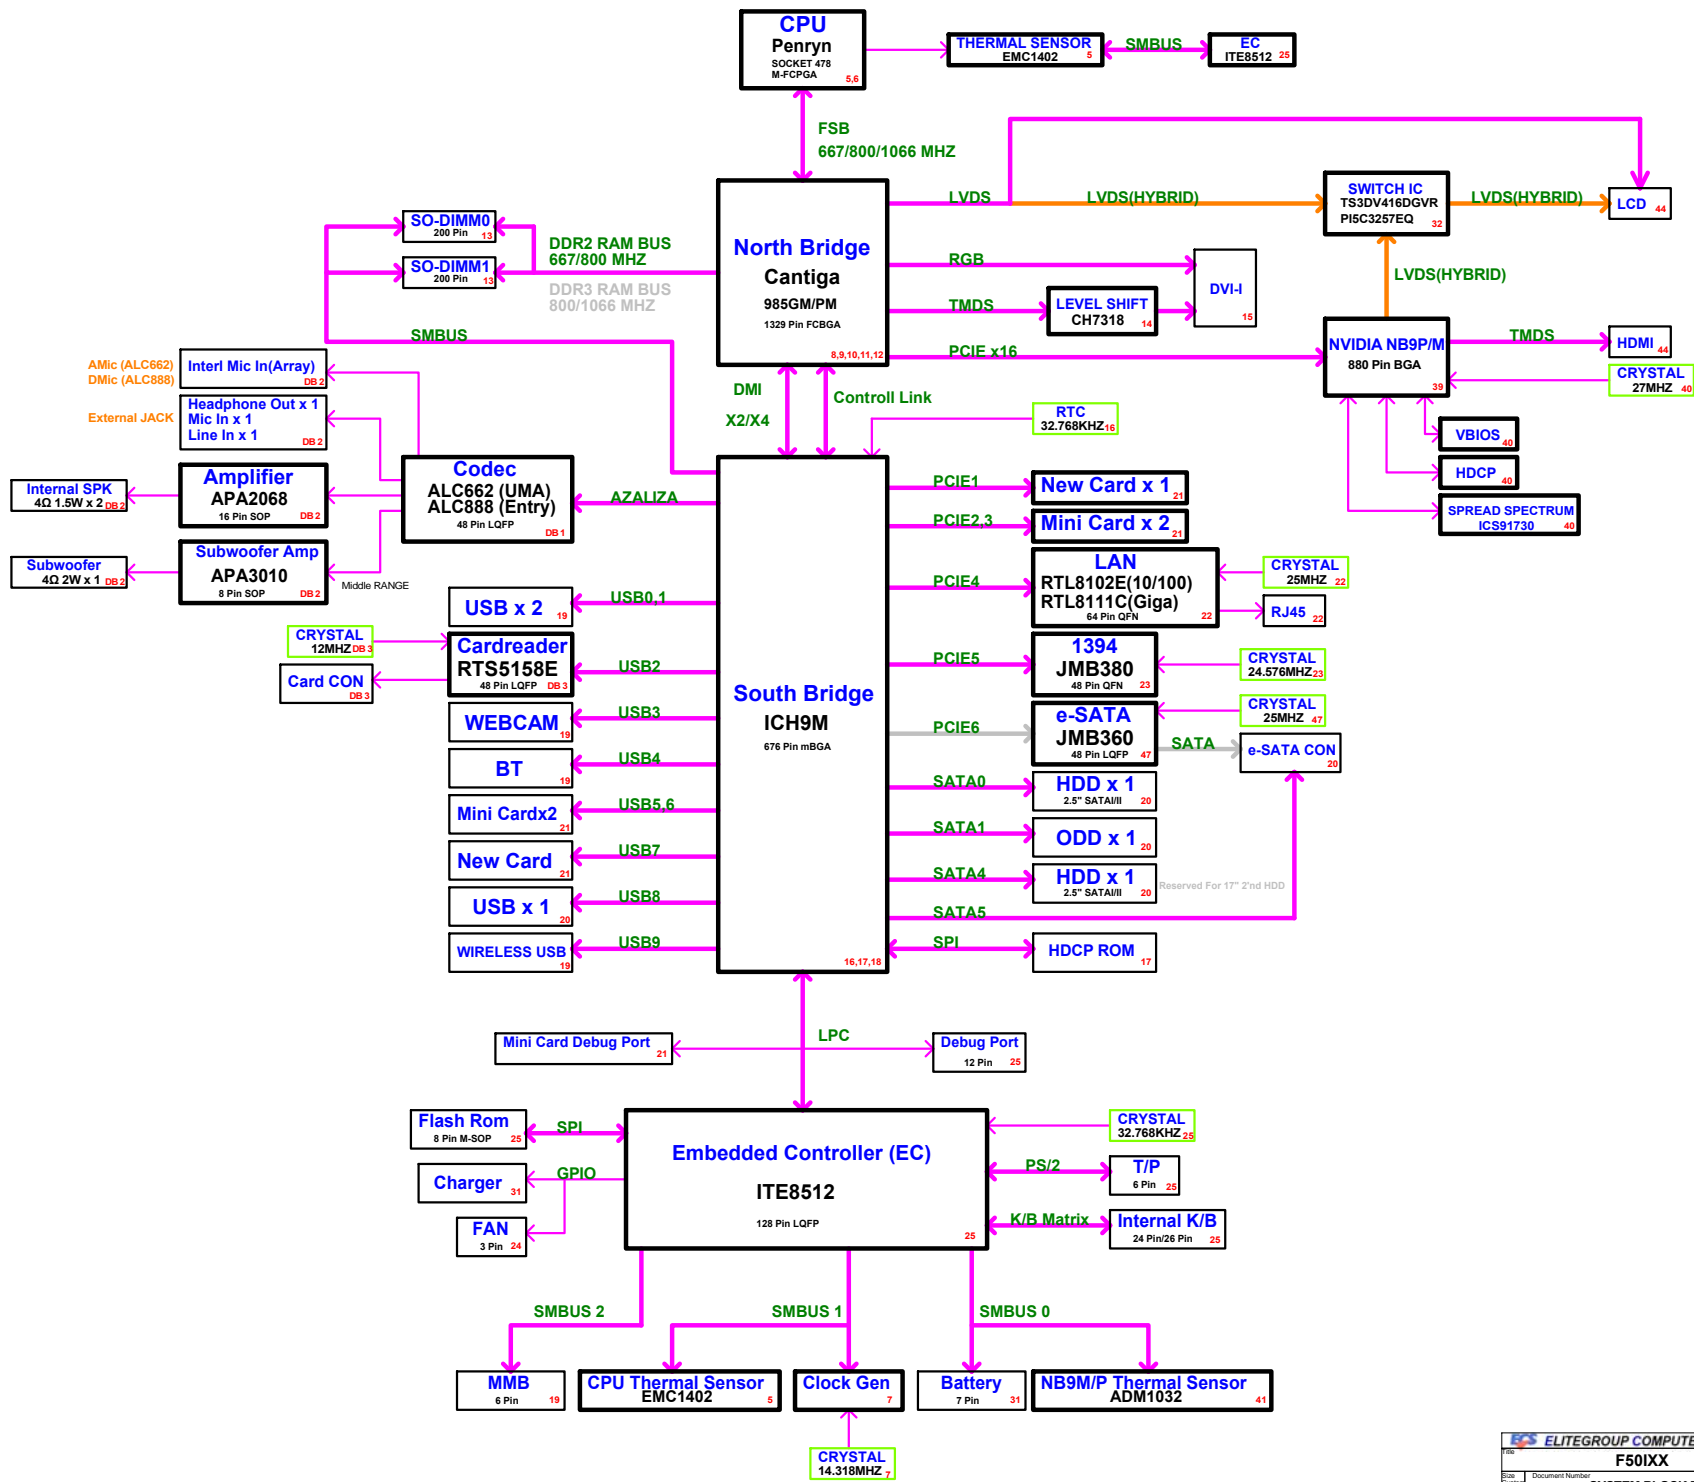 CPU
Penryn
SOCKET 478
M-FCPGA
5,6
THERMAL SENSOR
EMC1402 5
SMBUS
EC
ITE8512 25
FSB
667/800/1066 MHZ
North Bridge
Cantiga
985GM/PM
1329 Pin FCBGA
8,9,10,11,12
LVDS
LVDS(HYBRID)
SWITCH IC
TS3DV416DGVR
PI5C3257EQ
32
LVDS(HYBRID)
LCD 44
SO-DIMM0
200 Pin 13
SO-DIMM1
200 Pin 13
DDR2 RAM BUS
667/800 MHZ
DDR3 RAM BUS
800/1066 MHZ
SMBUS
RGB
TMDS
LEVEL SHIFT
CH7318 14
DVI-I
15
LVDS(HYBRID)
PCIE x16
NVIDIA NB9P/M
880 Pin BGA
39
TMDS
HDMI 44
CRYSTAL
27MHZ 40
VBIOS 40
HDCP 40
SPREAD SPECTRUM
ICS91730 40
AMic (ALC662)
DMic (ALC888)
Interl Mic In(Array)
DB 2
External JACK
Headphone Out x 1
Mic In x 1
Line In x 1 DB 2
DMI
X2/X4
Controll Link
RTC
32.768KHZ 16
Internal SPK
4Ω 1.5W x 2 DB 2
Amplifier
APA2068
16 Pin SOP DB 2
Codec
ALC662 (UMA)
ALC888 (Entry)
48 Pin LQFP
DB 1
AZALIZA
Subwoofer
4Ω 2W x 1 DB 2
Subwoofer Amp
APA3010
8 Pin SOP DB 2
Middle RANGE
South Bridge
ICH9M
676 Pin mBGA
16,17,18
USB x 2 19
USB0,1
CRYSTAL
12MHZ DB 3
Card CON
DB 3
Cardreader
RTS5158E
48 Pin LQFP DB 3
USB2
WEBCAM 19
USB3
BT
19
USB4
Mini Cardx2
21
USB5,6
New Card
21
USB7
USB x 1
20
USB8
WIRELESS USB
19
USB9
PCIE1
New Card x 1 21
PCIE2,3
Mini Card x 2 21
PCIE4
LAN
RTL8102E(10/100)
RTL8111C(Giga)
64 Pin QFN 22
CRYSTAL
25MHZ 22
RJ45 22
PCIE5
1394
JMB380
48 Pin QFN 23
CRYSTAL
24.576MHZ 23
PCIE6
e-SATA
JMB360
48 Pin LQFP 47
CRYSTAL
25MHZ 47
SATA
e-SATA CON
20
SATA0
HDD x 1
2.5" SATAI/II 20
SATA1
ODD x 1 20
SATA4
HDD x 1
2.5" SATAI/II 20
Reserved For 17" 2'nd HDD
SATA5
SPI
HDCP ROM
17
LPC
Mini Card Debug Port
21
Debug Port
12 Pin 25
Flash Rom
8 Pin M-SOP 25
SPI
Charger
31
GPIO
FAN
3 Pin 24
Embedded Controller (EC)
ITE8512
128 Pin LQFP
25
CRYSTAL
32.768KHZ 25
PS/2
T/P
6 Pin 25
K/B Matrix
Internal K/B
24 Pin/26 Pin 25
SMBUS 2
SMBUS 1
SMBUS 0
MMB
6 Pin 19
CPU Thermal Sensor
EMC1402 5
Clock Gen
7
Battery
7 Pin 31
NB9M/P Thermal Sensor
ADM1032 41
CRYSTAL
14.318MHZ 7
ECS ELITEGROUP COMPUTE
Title
F50IXX
Size
Document Number